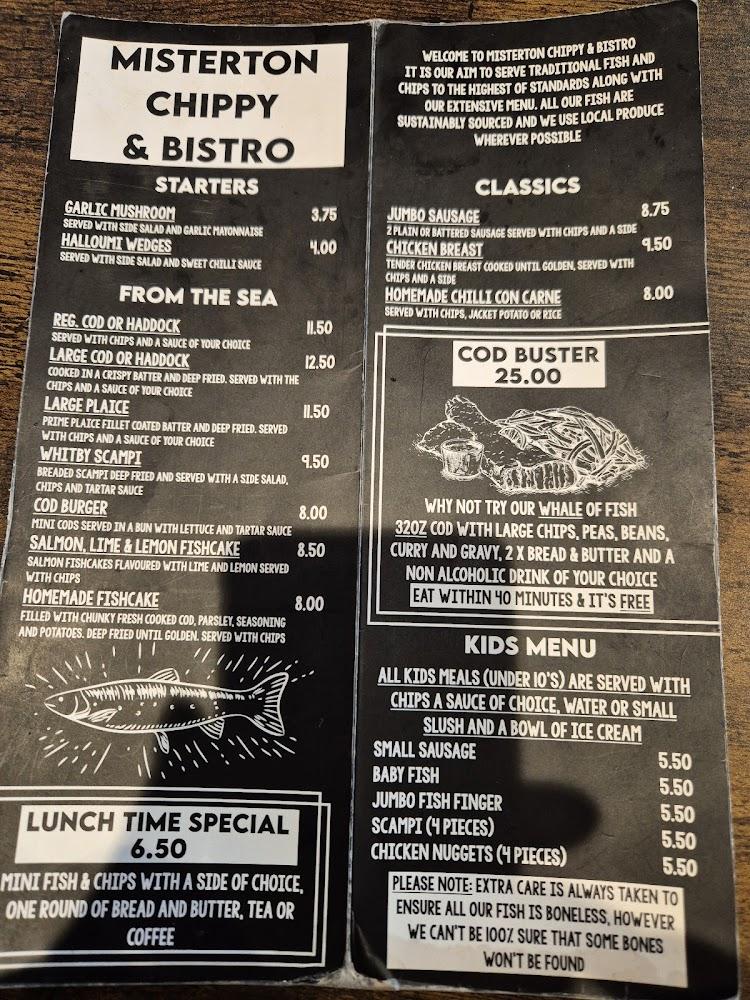 MISTERTON
CHIPPY
& BISTRO
STARTERS
GARLIC MUSHROOM 3.75
SERVED WITH SIDE SALAD AND GARLIC MAYONNAISE
HALLOUMI WEDGES 4.00
SERVED WITH SIDE SALAD AND SWEET CHILLI SAUCE
FROM THE SEA
REG. COD OR HADDOCK 11.50
SERVED WITH CHIPS AND A SAUCE OF YOUR CHOICE
LARGE COD OR HADDOCK 12.50
COOKED IN A CRISPY BATTER AND DEEP FRIED. SERVED WITH THE
CHIPS AND A SAUCE OF YOUR CHOICE
LARGE PLAICE 11.50
PRIME PLAICE FILLET COATED BATTER AND DEEP FRIED. SERVED
WITH CHIPS AND A SAUCE OF YOUR CHOICE
WHITBY SCAMPI 9.50
BREADED SCAMPI DEEP FRIED AND SERVED WITH A SIDE SALAD,
CHIPS AND TARTAR SAUCE
COD BURGER 8.00
MINI CODS SERVED IN A BUN WITH LETTUCE AND TARTAR SAUCE
SALMON, LIME & LEMON FISHCAKE 8.50
SALMON FISHCAKES FLAVOURED WITH LIME AND LEMON SERVED
WITH CHIPS
HOMEMADE FISHCAKE 8.00
FILLED WITH CHUNKY FRESH COOKED COD, PARSLEY, SEASONING
AND POTATOES. DEEP FRIED UNTIL GOLDEN. SERVED WITH CHIPS
LUNCH TIME SPECIAL
6.50
MINI FISH & CHIPS WITH A SIDE OF CHOICE,
ONE ROUND OF BREAD AND BUTTER, TEA OR
COFFEE
WELCOME TO MISTERTON CHIPPY & BISTRO
IT IS OUR AIM TO SERVE TRADITIONAL FISH AND
CHIPS TO THE HIGHEST OF STANDARDS ALONG WITH
OUR EXTENSIVE MENU. ALL OUR FISH ARE
SUSTAINABLY SOURCED AND WE USE LOCAL PRODUCE
WHEREVER POSSIBLE
CLASSICS
JUMBO SAUSAGE 8.75
2 PLAIN OR BATTERED SAUSAGE SERVED WITH CHIPS AND A SIDE
CHICKEN BREAST 9.50
TENDER CHICKEN BREAST COOKED UNTIL GOLDEN, SERVED WITH
CHIPS AND A SIDE
HOMEMADE CHILLI CON CARNE 8.00
SERVED WITH CHIPS, JACKET POTATO OR RICE
COD BUSTER
25.00
WHY NOT TRY OUR WHALE OF FISH
32OZ COD WITH LARGE CHIPS, PEAS, BEANS,
CURRY AND GRAVY, 2 X BREAD & BUTTER AND A
NON ALCOHOLIC DRINK OF YOUR CHOICE
EAT WITHIN 40 MINUTES & IT'S FREE
KIDS MENU
ALL KIDS MEALS (UNDER 10'S) ARE SERVED WITH
CHIPS A SAUCE OF CHOICE, WATER OR SMALL
SLUSH AND A BOWL OF ICE CREAM
SMALL SAUSAGE 5.50
BABY FISH 5.50
JUMBO FISH FINGER 5.50
SCAMPI (4 PIECES) 5.50
CHICKEN NUGGETS (4 PIECES) 5.50
PLEASE NOTE: EXTRA CARE IS ALWAYS TAKEN TO
ENSURE ALL OUR FISH IS BONELESS, HOWEVER
WE CAN'T BE 100% SURE THAT SOME BONES
WON'T BE FOUND